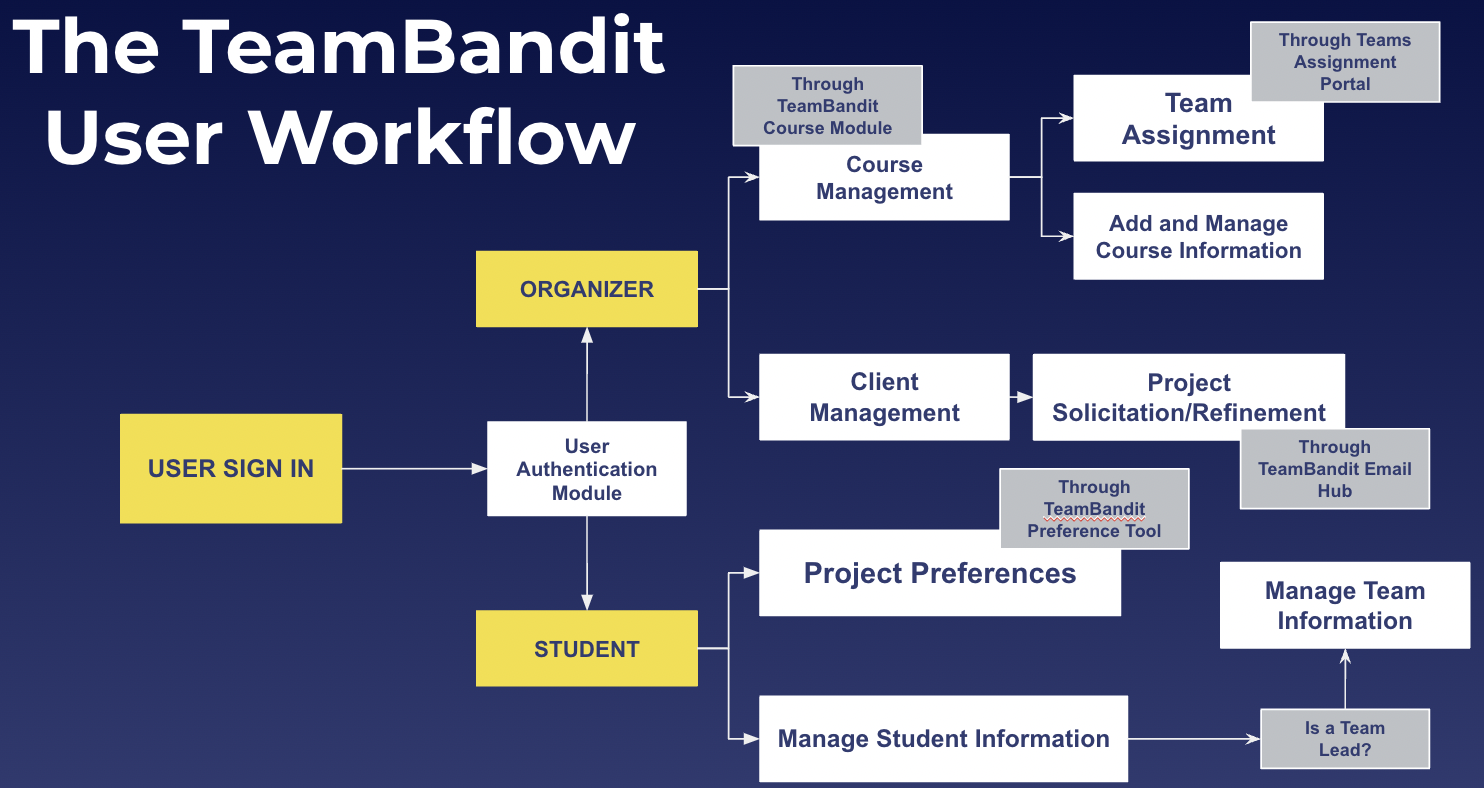 The TeamBandit
User Workflow
Through
TeamBandit
Course Module
Course
Management
Through Teams
Assignment
Portal
Team
Assignment
Add and Manage
Course Information
ORGANIZER
Client
Management
Project
Solicitation/Refinement
Through
TeamBandit Email
Hub
USER SIGN IN
User
Authentication
Module
Through
TeamBandit
Preference Tool
Project Preferences
STUDENT
Manage Student Information
Is a Team
Lead?
Manage Team
Information